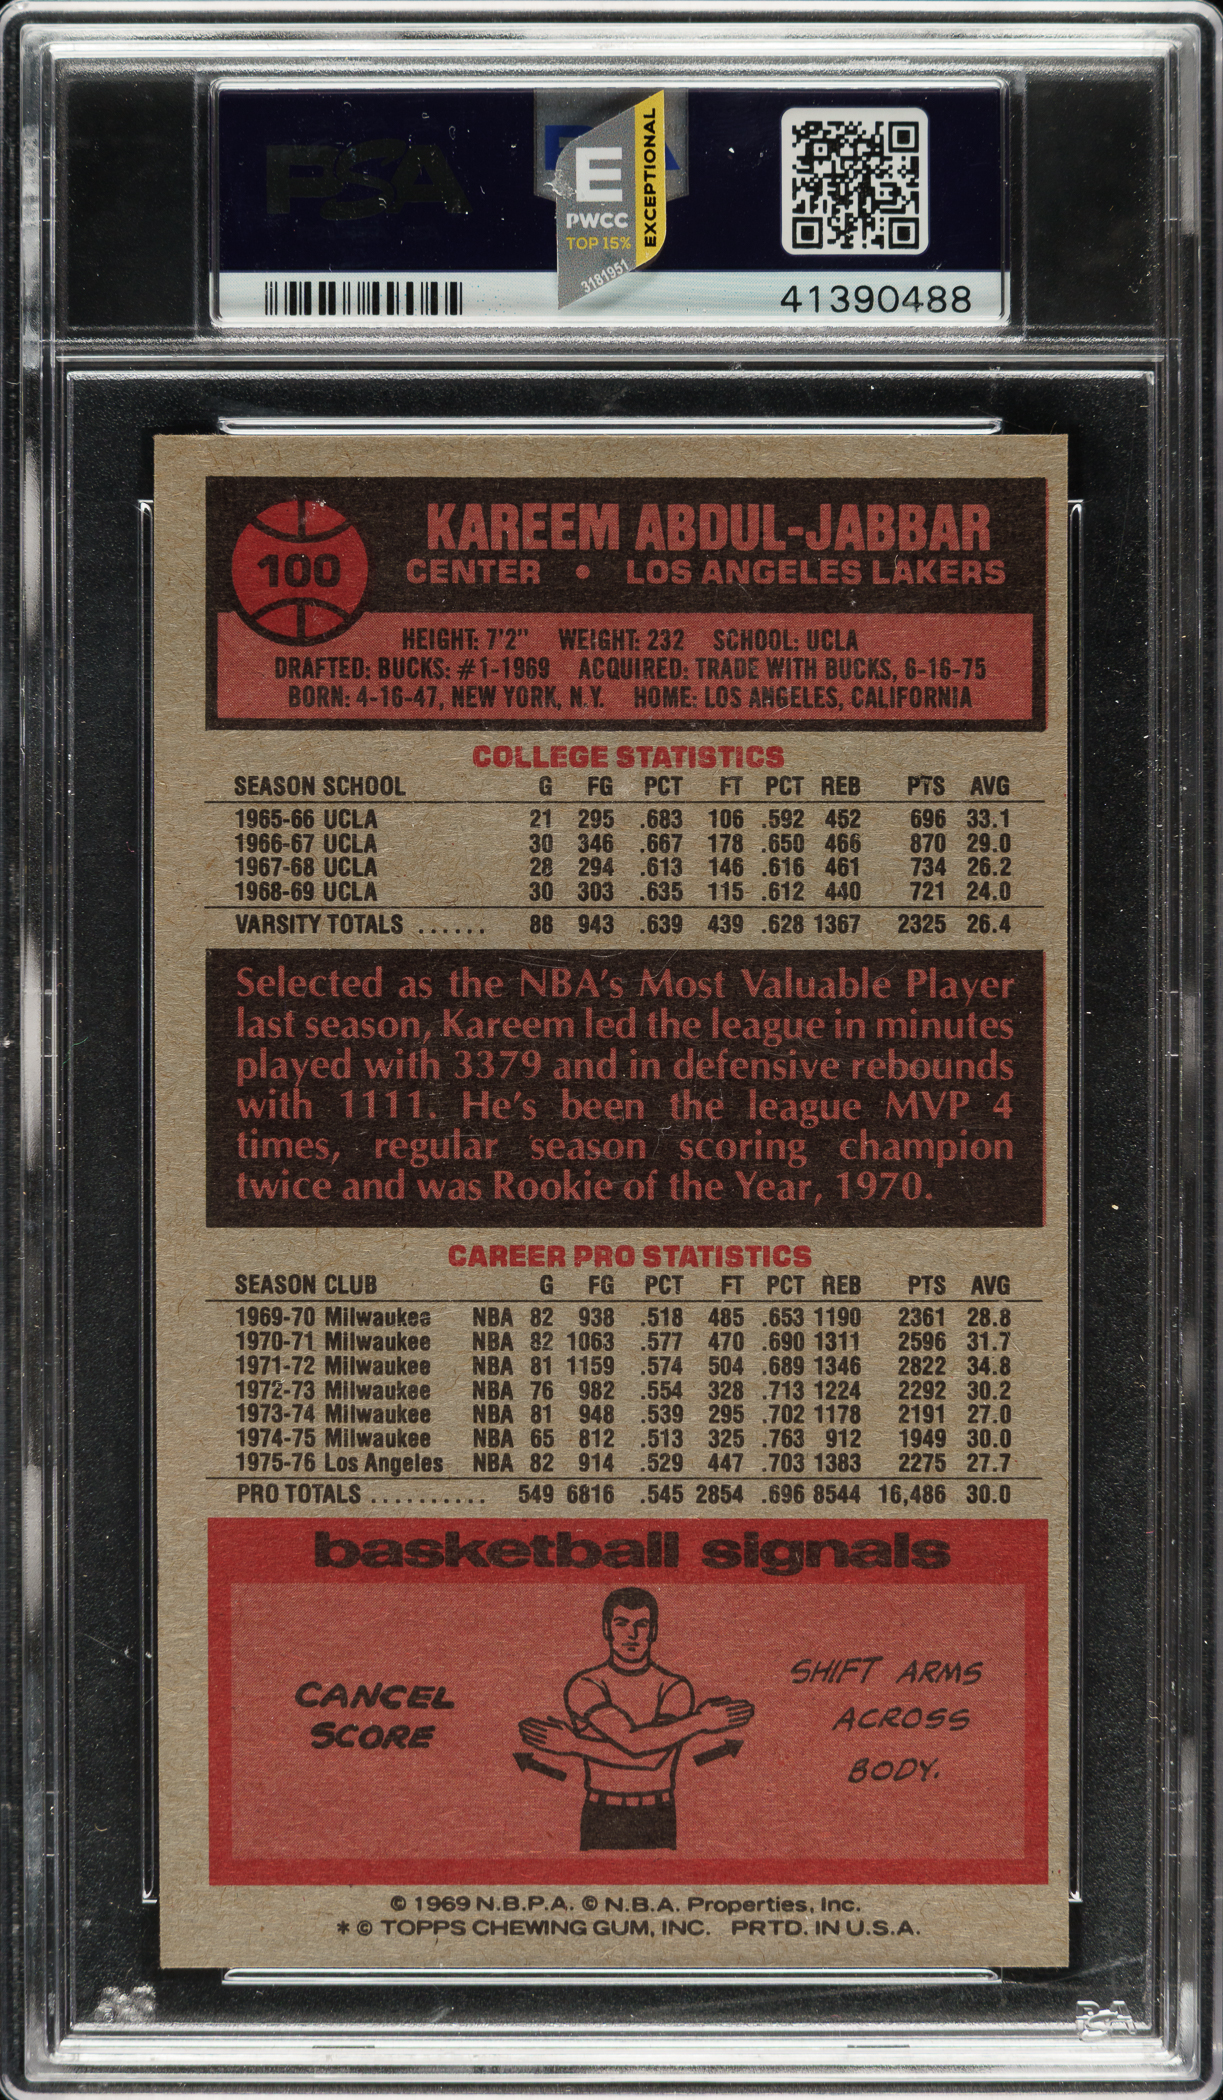 PSA
E
PWCC
TOP 15%
EXCEPTIONAL
3181951
41390488
100
KAREEM ABDUL-JABBAR
CENTER • LOS ANGELES LAKERS
HEIGHT: 7'2" WEIGHT: 232 SCHOOL: UCLA
DRAFTED: BUCKS: #1-1969 ACQUIRED: TRADE WITH BUCKS, 6-16-75
BORN: 4-16-47, NEW YORK, N.Y. HOME: LOS ANGELES, CALIFORNIA
COLLEGE STATISTICS
SEASON SCHOOL G FG PCT FT PCT REB PTS AVG
1965-66 UCLA 21 295 .683 106 .592 452 696 33.1
1966-67 UCLA 30 346 .667 178 .650 466 870 29.0
1967-68 UCLA 28 294 .613 146 .616 461 734 26.2
1968-69 UCLA 30 303 .635 115 .612 440 721 24.0
VARSITY TOTALS ...... 88 943 .639 439 .628 1367 2325 26.4
Selected as the NBA's Most Valuable Player
last season, Kareem led the league in minutes
played with 3379 and in defensive rebounds
with 1111. He's been the league MVP 4
times, regular season scoring champion
twice and was Rookie of the Year, 1970.
CAREER PRO STATISTICS
SEASON CLUB G FG PCT FT PCT REB PTS AVG
1969-70 Milwaukee NBA 82 938 .518 485 .653 1190 2361 28.8
1970-71 Milwaukee NBA 82 1063 .577 470 .690 1311 2596 31.7
1971-72 Milwaukee NBA 81 1159 .574 504 .689 1346 2822 34.8
1972-73 Milwaukee NBA 76 982 .554 328 .713 1224 2292 30.2
1973-74 Milwaukee NBA 81 948 .539 295 .702 1178 2191 27.0
1974-75 Milwaukee NBA 65 812 .513 325 .763 912 1949 30.0
1975-76 Los Angeles NBA 82 914 .529 447 .703 1383 2275 27.7
PRO TOTALS .......... 549 6816 .545 2854 .696 8544 16,486 30.0
basketball signals
CANCEL
SCORE
SHIFT ARMS
ACROSS
BODY.
© 1969 N.B.P.A. © N.B.A. Properties, Inc.
* © TOPPS CHEWING GUM, INC. PRTD. IN U.S.A.
PSA